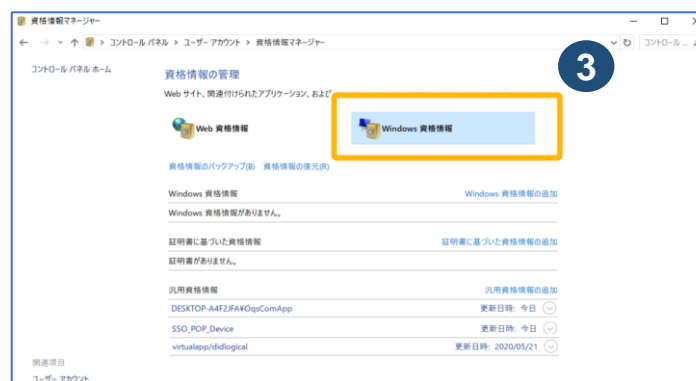 資格情報マネージャー
コントロール パネル > ユーザー アカウント > 資格情報マネージャー
コントロール ...
コントロール パネル ホーム
資格情報の管理
Web サイト、関連付けられたアプリケーション、および
3
Web 資格情報
Windows 資格情報
資格情報のバックアップ(B) 資格情報の復元(R)
Windows 資格情報 Windows 資格情報の追加
Windows 資格情報がありません。
証明書に基づいた資格情報 証明書に基づいた資格情報の追加
証明書がありません。
汎用資格情報 汎用資格情報の追加
DESKTOP-A4F2JFA¥OqsComApp 更新日時: 今日
SSO_POP_Device 更新日時: 今日
virtualapp/didlogical 更新日時: 2020/05/21
関連項目
ユーザー アカウント